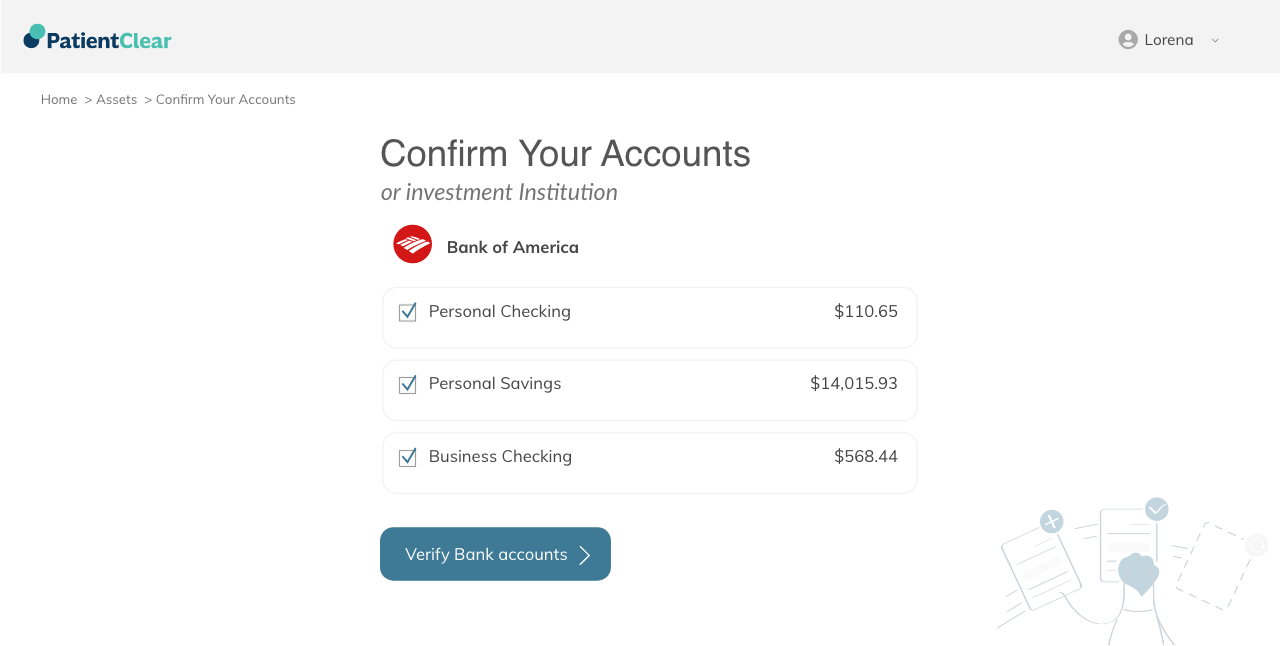 PatientClear
Lorena
Home > Assets > Confirm Your Accounts
Confirm Your Accounts
or investment Institution
Bank of America
Personal Checking $110.65
Personal Savings $14,015.93
Business Checking $568.44
Verify Bank accounts